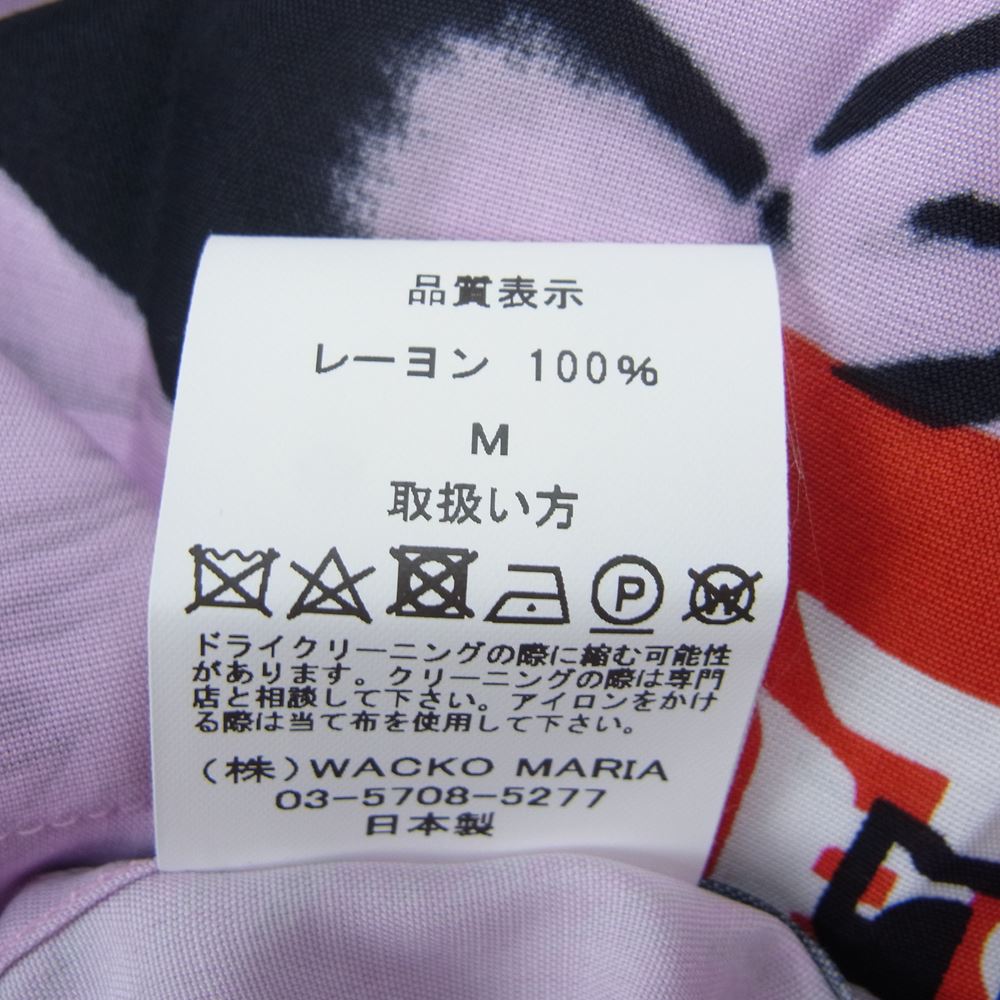 品質表示
レーヨン 100%
M
取扱い方
P W
ドライクリーニングの際に縮む可能性
があります。クリーニングの際は専門
店と相談して下さい。アイロンをかけ
る際は当て布を使用して下さい。
(株)WACKO MARIA
03-5708-5277
日本製